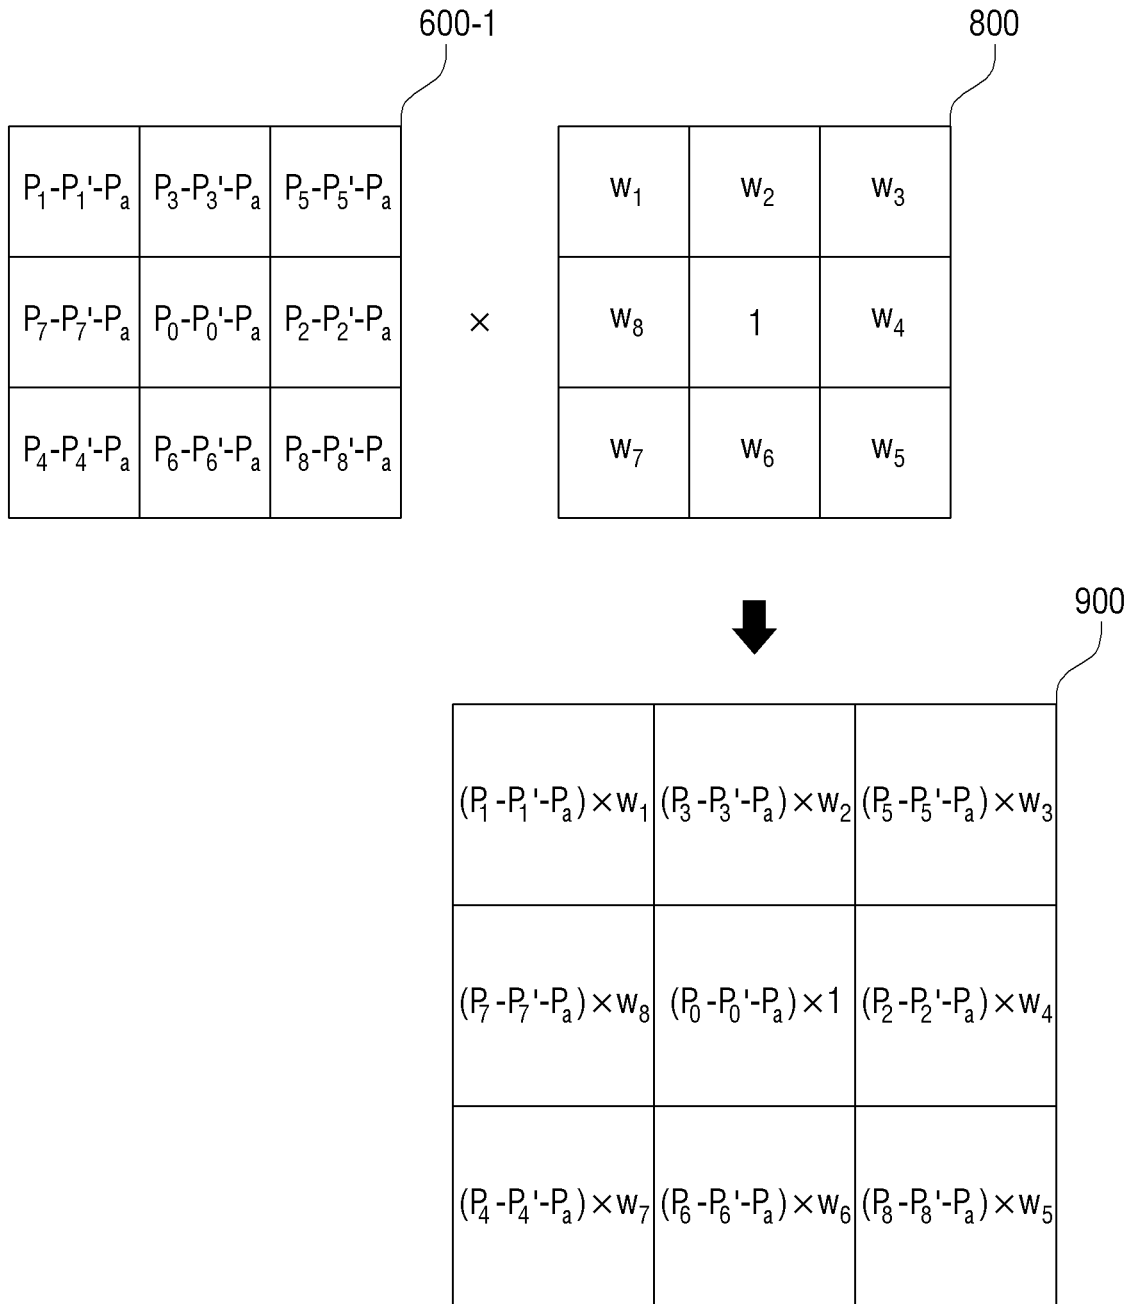 600-1 800
P₁-P₁'-Pₐ P₃-P₃'-Pₐ P₅-P₅'-Pₐ w₁ w₂ w₃
P₇-P₇'-Pₐ P₀-P₀'-Pₐ P₂-P₂'-Pₐ × w₈ 1 w₄
P₄-P₄'-Pₐ P₆-P₆'-Pₐ P₈-P₈'-Pₐ w₇ w₆ w₅
900
(P₁-P₁'-Pₐ)×w₁ (P₃-P₃'-Pₐ)×w₂ (P₅-P₅'-Pₐ)×w₃
(P₇-P₇'-Pₐ)×w₈ (P₀-P₀'-Pₐ)×1 (P₂-P₂'-Pₐ)×w₄
(P₄-P₄'-Pₐ)×w₇ (P₆-P₆'-Pₐ)×w₆ (P₈-P₈'-Pₐ)×w₅